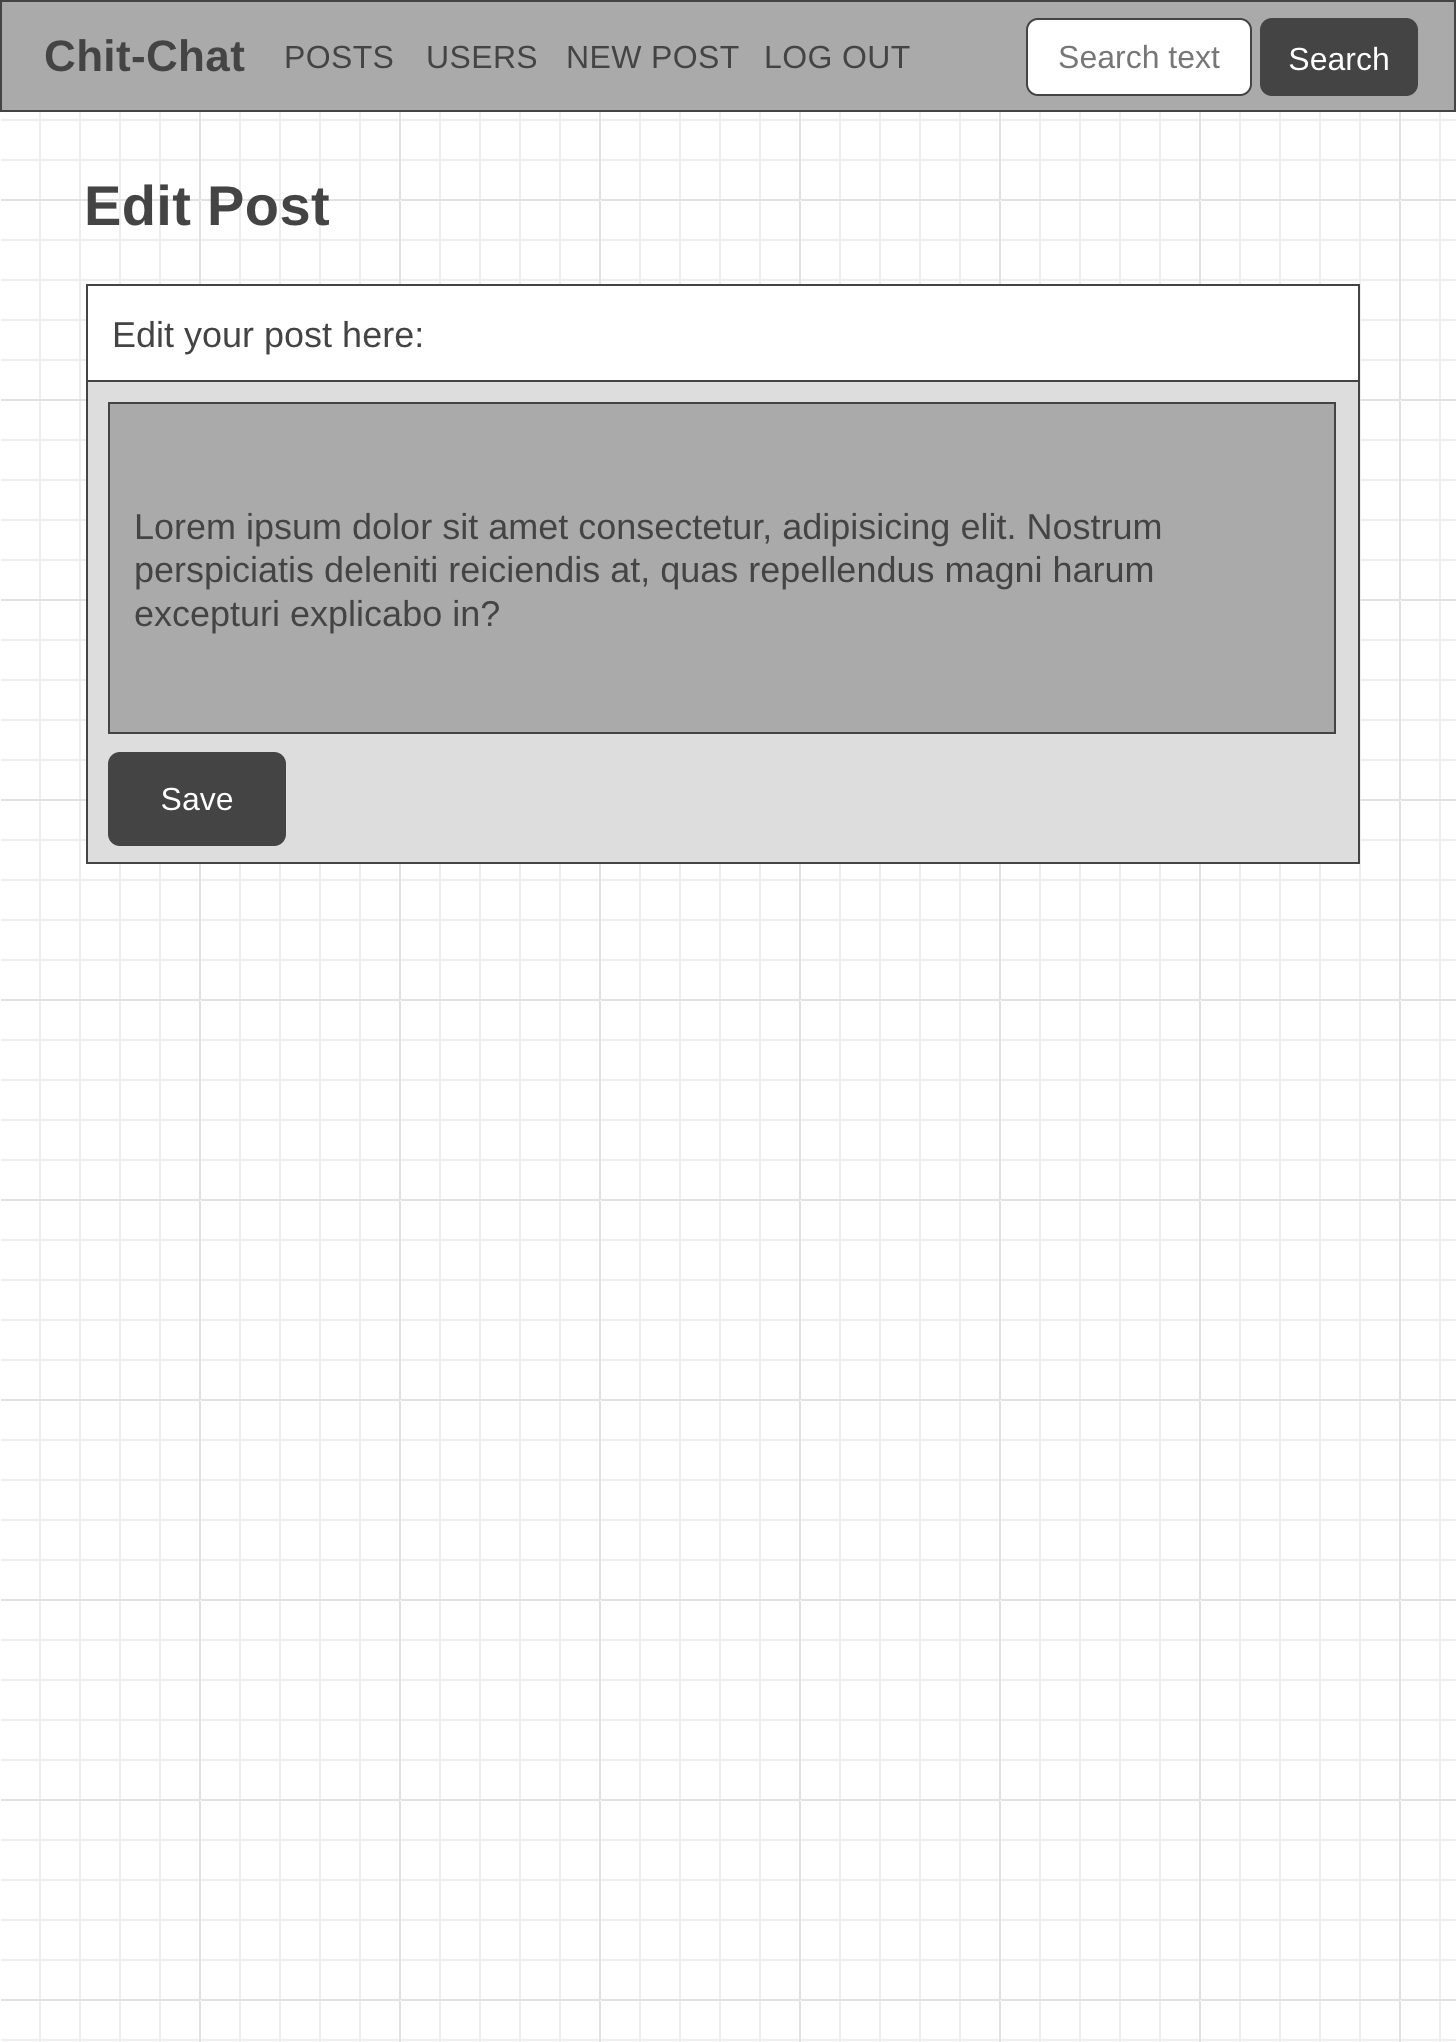 Chit-Chat POSTS USERS NEW POST LOG OUT Search text Search
Edit Post
Edit your post here:
Lorem ipsum dolor sit amet consectetur, adipisicing elit. Nostrum
perspiciatis deleniti reiciendis at, quas repellendus magni harum
excepturi explicabo in?
Save